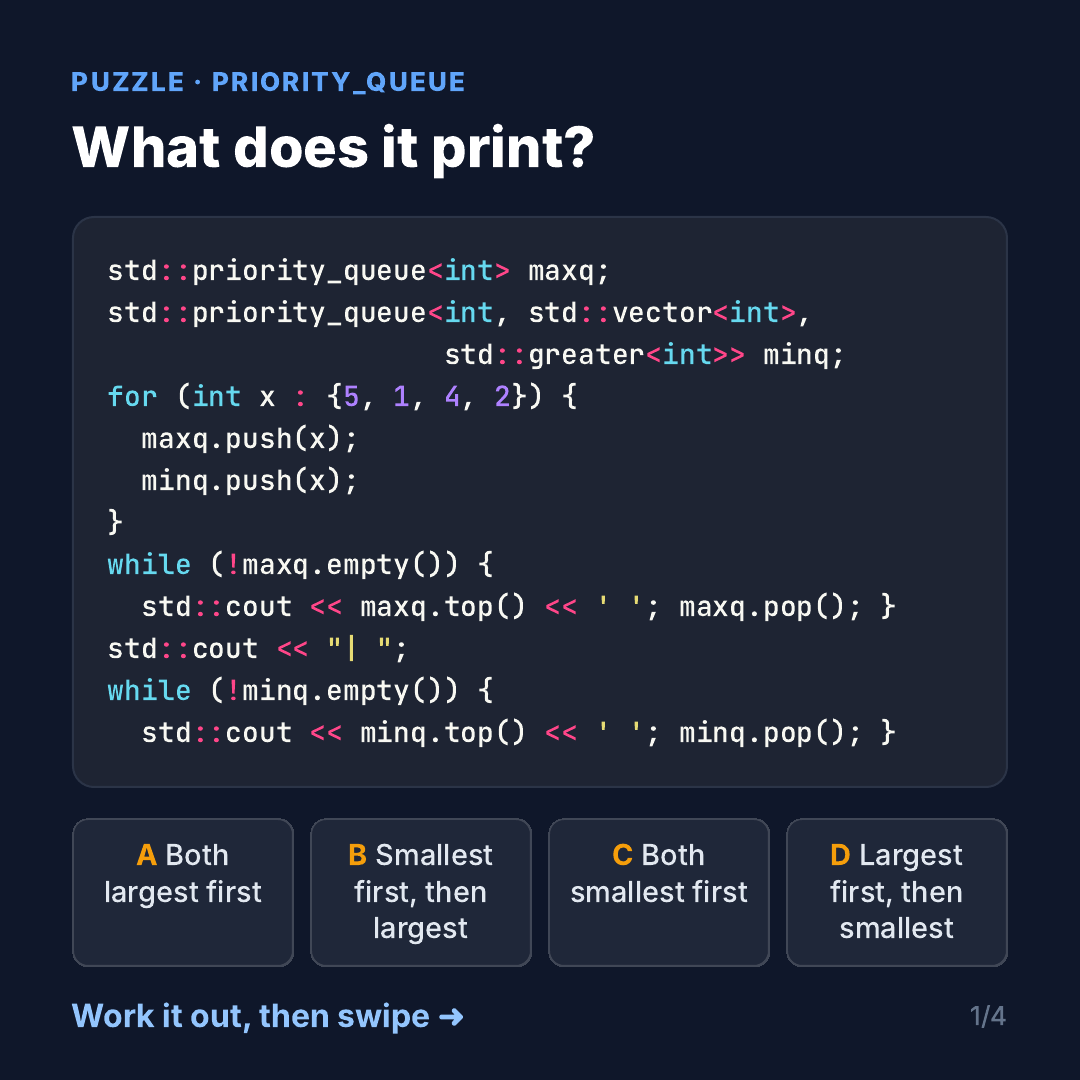 PUZZLE · PRIORITY_QUEUE
What does it print?
std::priority_queue<int> maxq;
std::priority_queue<int, std::vector<int>,
                    std::greater<int>> minq;
for (int x : {5, 1, 4, 2}) {
  maxq.push(x);
  minq.push(x);
}
while (!maxq.empty()) {
  std::cout << maxq.top() << ' '; maxq.pop(); }
std::cout << "| ";
while (!minq.empty()) {
  std::cout << minq.top() << ' '; minq.pop(); }
A Both
largest first
B Smallest
first, then
largest
C Both
smallest first
D Largest
first, then
smallest
Work it out, then swipe ➜
1/4